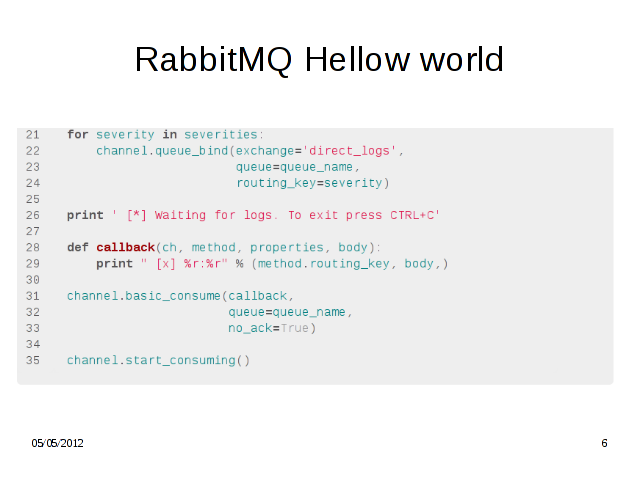 RabbitMQ Hellow world
21 for severity in severities:
22     channel.queue_bind(exchange='direct_logs',
23                        queue=queue_name,
24                        routing_key=severity)
25
26 print ' [*] Waiting for logs. To exit press CTRL+C'
27
28 def callback(ch, method, properties, body):
29     print " [x] %r:%r" % (method.routing_key, body,)
30
31 channel.basic_consume(callback,
32                       queue=queue_name,
33                       no_ack=True)
34
35 channel.start_consuming()
05/05/2012
6